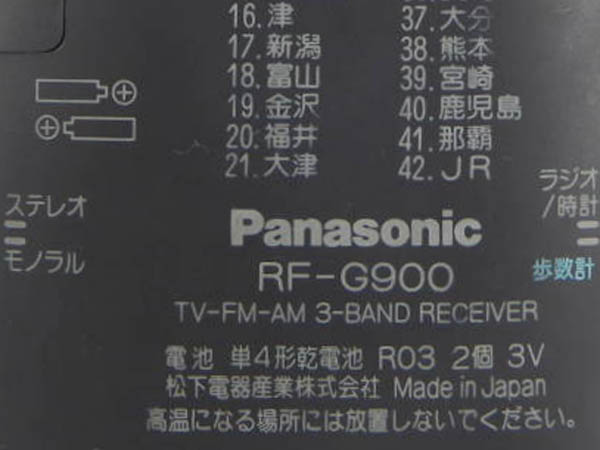 16.津
17.新潟
18.富山
19.金沢
20.福井
21.大津
37.大分
38.熊本
39.宮崎
40.鹿児島
41.那覇
42.JR
ステレオ
モノラル
ラジオ
/時計
歩数計
Panasonic
RF-G900
TV-FM-AM 3-BAND RECEIVER
電池 単4形乾電池 R03 2個 3V
松下電器産業株式会社 Made in Japan
高温になる場所には放置しないでください。